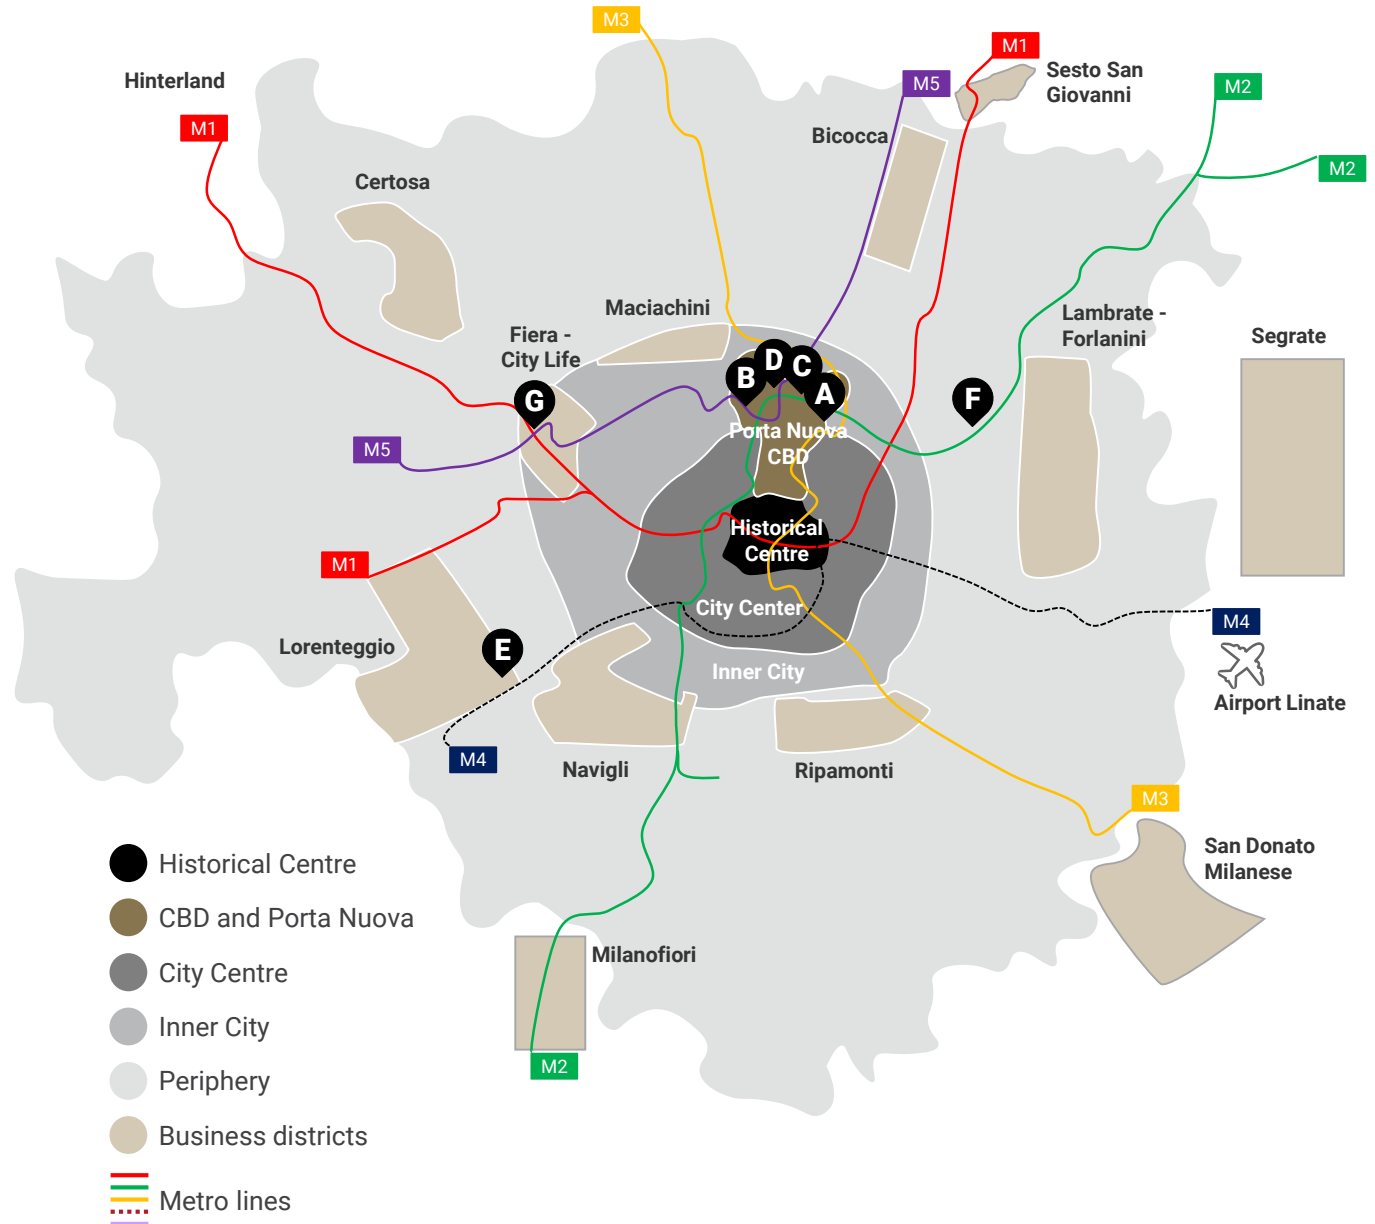 M3
M1
Sesto San
Giovanni
M5
M2
Hinterland
M1
Bicocca
M2
Certosa
Maciachini
Lambrate -
Forlanini
Fiera -
City Life
Segrate
D
C
B
A
G
F
Porta Nuova
CBD
M5
Historical
Centre
M1
City Center
M4
Lorenteggio
E
Inner City
Airport Linate
M4
Navigli
Ripamonti
M3
San Donato
Milanese
Historical Centre
CBD and Porta Nuova
Milanofiori
City Centre
Inner City
M2
Periphery
Business districts
Metro lines